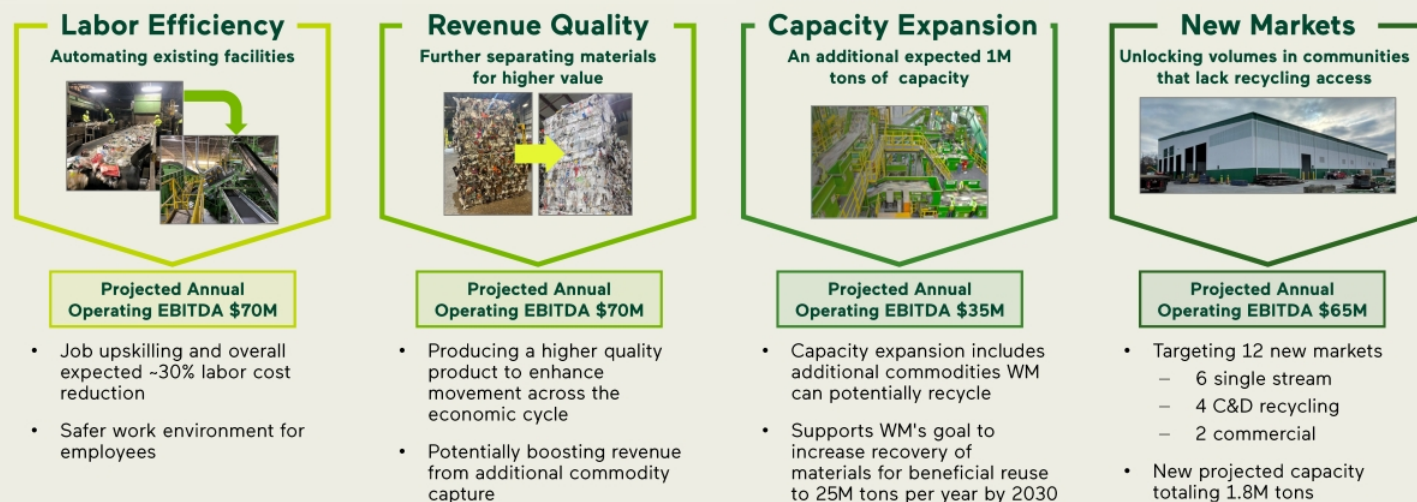 Labor Efficiency
Automating existing facilities
Projected Annual
Operating EBITDA $70M
• Job upskilling and overall
expected ~30% labor cost
reduction
• Safer work environment for
employees
Revenue Quality
Further separating materials
for higher value
Projected Annual
Operating EBITDA $70M
• Producing a higher quality
product to enhance
movement across the
economic cycle
• Potentially boosting revenue
from additional commodity
capture
Capacity Expansion
An additional expected 1M
tons of capacity
Projected Annual
Operating EBITDA $35M
• Capacity expansion includes
additional commodities WM
can potentially recycle
• Supports WM's goal to
increase recovery of
materials for beneficial reuse
to 25M tons per year by 2030
New Markets
Unlocking volumes in communities
that lack recycling access
Projected Annual
Operating EBITDA $65M
• Targeting 12 new markets
– 6 single stream
– 4 C&D recycling
– 2 commercial
• New projected capacity
totaling 1.8M tons